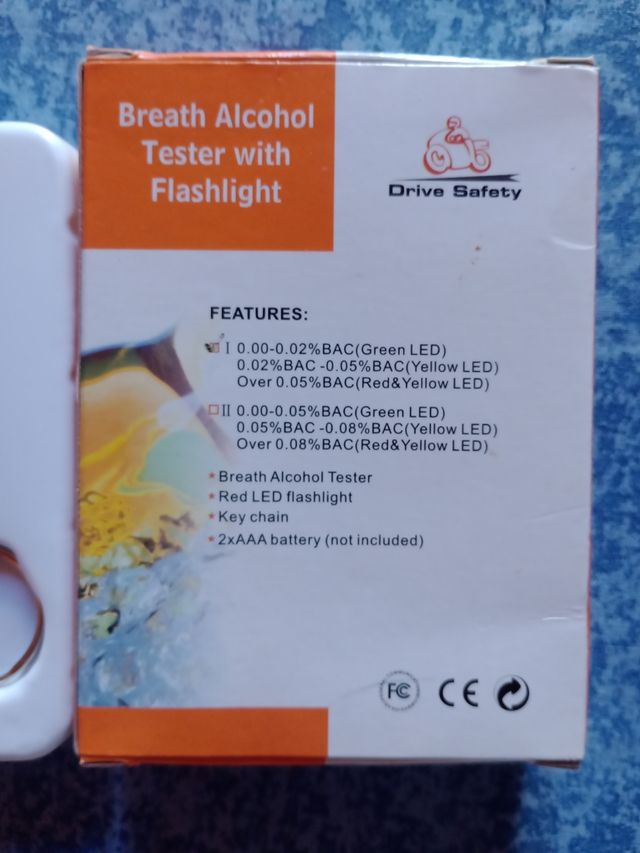 Breath Alcohol
Tester with
Flashlight
Drive Safety
FEATURES:
I 0.00-0.02%BAC(Green LED)
0.02%BAC -0.05%BAC(Yellow LED)
Over 0.05%BAC(Red&Yellow LED)
II 0.00-0.05%BAC(Green LED)
0.05%BAC -0.08%BAC(Yellow LED)
Over 0.08%BAC(Red&Yellow LED)
*Breath Alcohol Tester
*Red LED flashlight
*Key chain
*2xAAA battery (not included)
FC CE